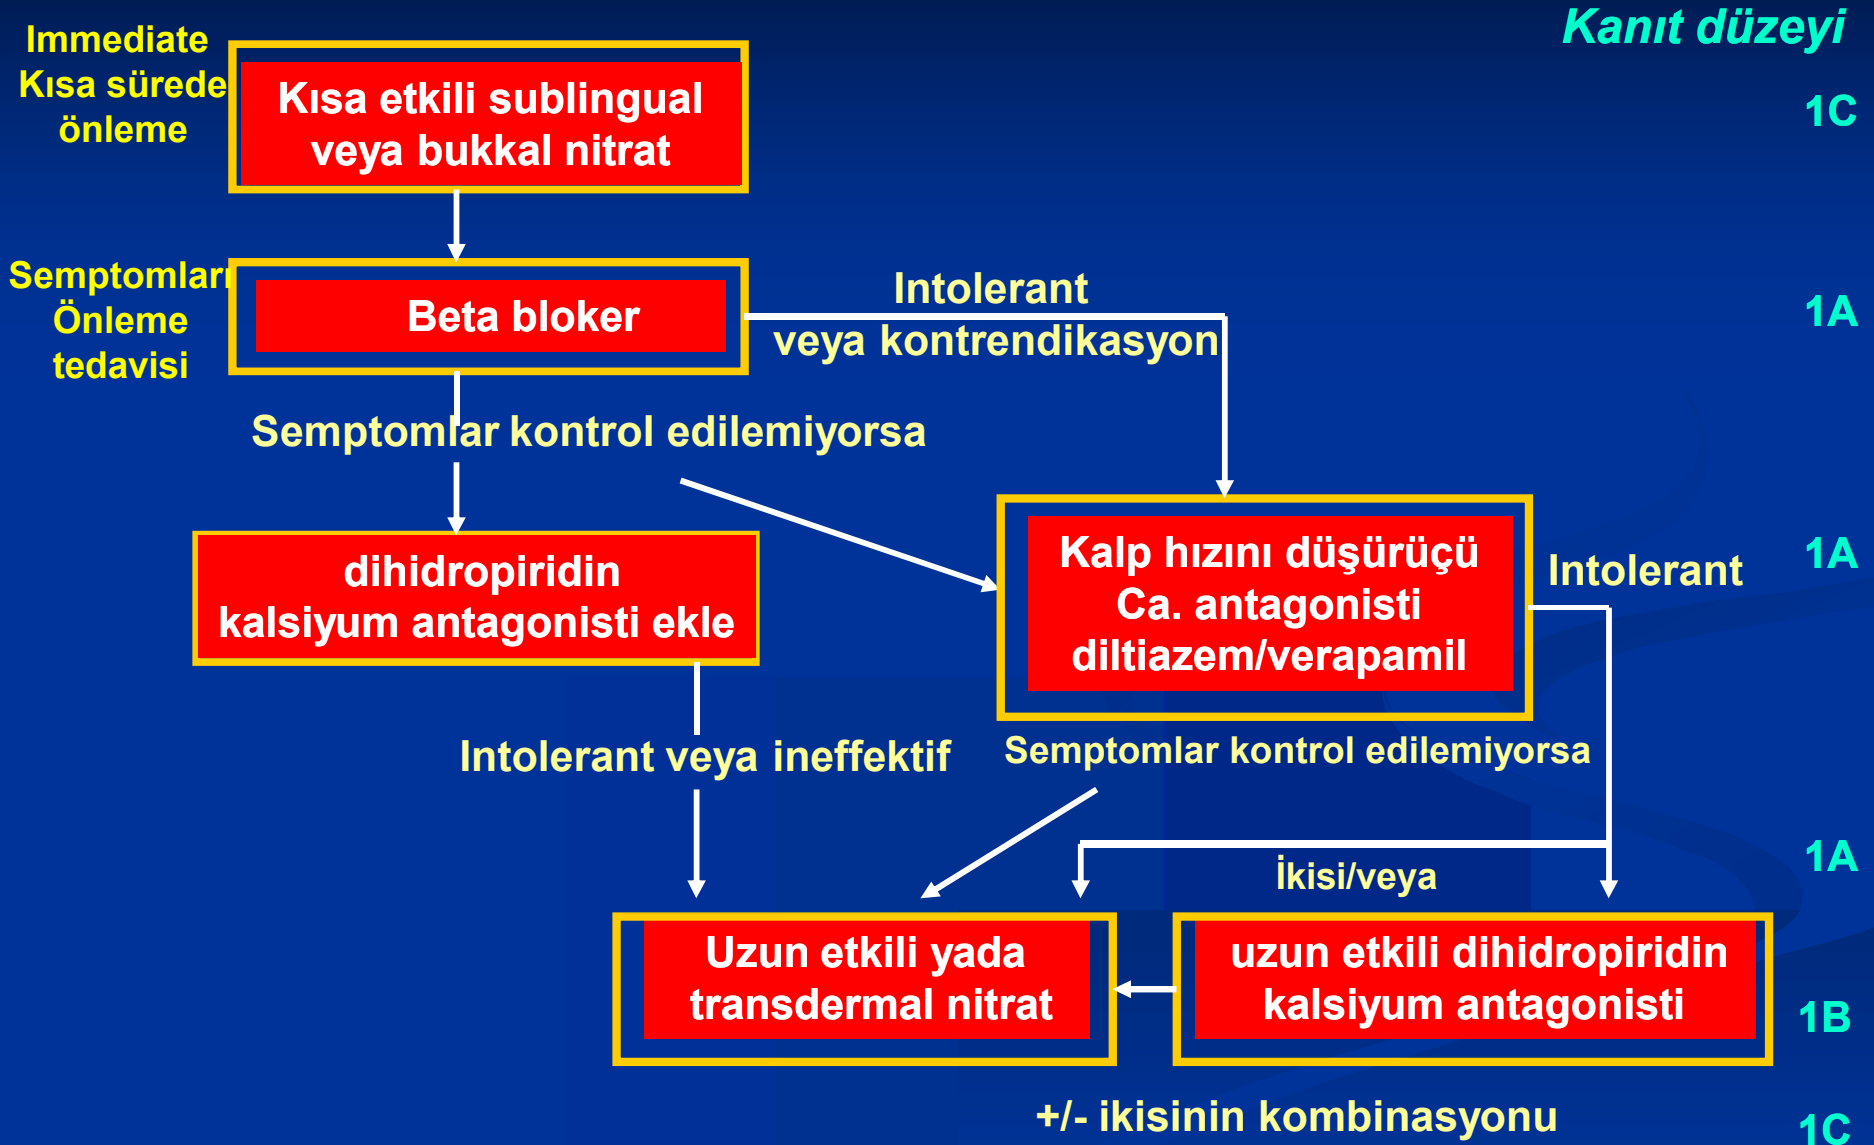 Kanıt düzeyi
Immediate
Kısa sürede
önleme
Kısa etkili sublingual
veya bukkal nitrat
1C
Semptomları
Önleme
tedavisi
Beta bloker
Intolerant
veya kontrendikasyon
1A
Semptomlar kontrol edilemiyorsa
dihidropiridin
kalsiyum antagonisti ekle
Kalp hızını düşürüçü
Ca. antagonisti
diltiazem/verapamil
Intolerant
1A
Intolerant veya ineffektif
Semptomlar kontrol edilemiyorsa
İkisi/veya
1A
Uzun etkili yada
transdermal nitrat
uzun etkili dihidropiridin
kalsiyum antagonisti
1B
+/- ikisinin kombinasyonu
1C